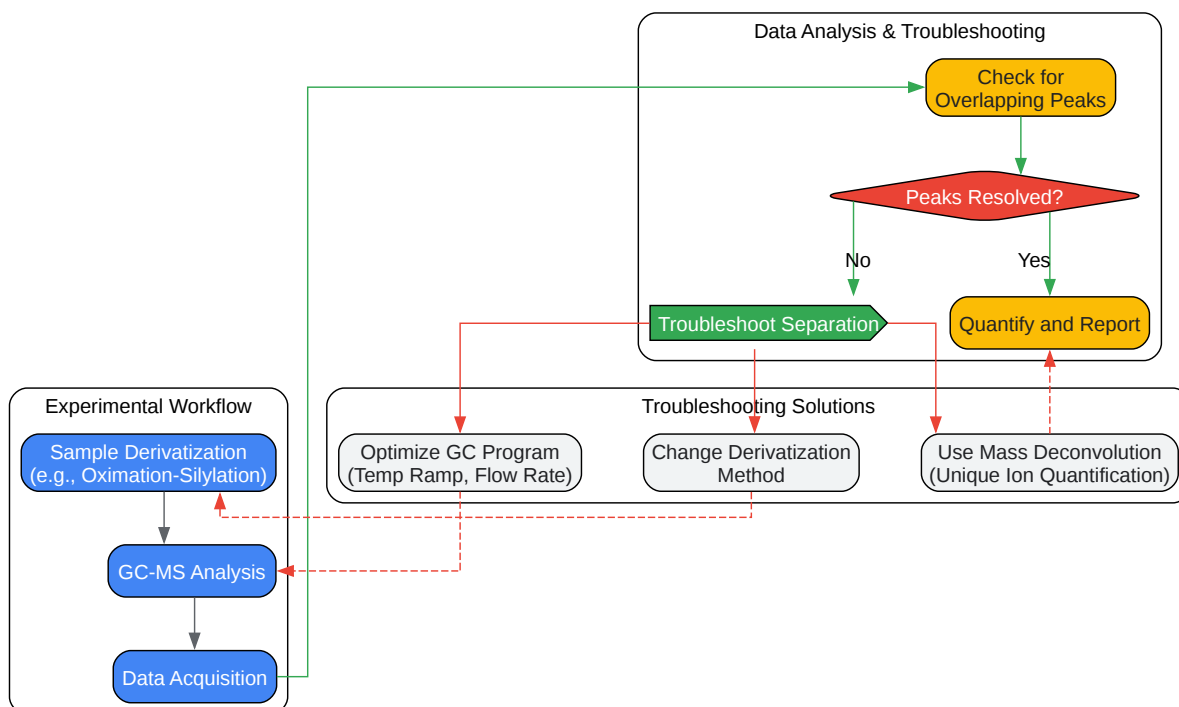 Data Analysis & Troubleshooting
Check for
Overlapping Peaks
Peaks Resolved?
No
Yes
Troubleshoot Separation
Quantify and Report
Experimental Workflow
Troubleshooting Solutions
Sample Derivatization
(e.g., Oximation-Silylation)
Optimize GC Program
(Temp Ramp, Flow Rate)
Change Derivatization
Method
Use Mass Deconvolution
(Unique Ion Quantification)
GC-MS Analysis
Data Acquisition